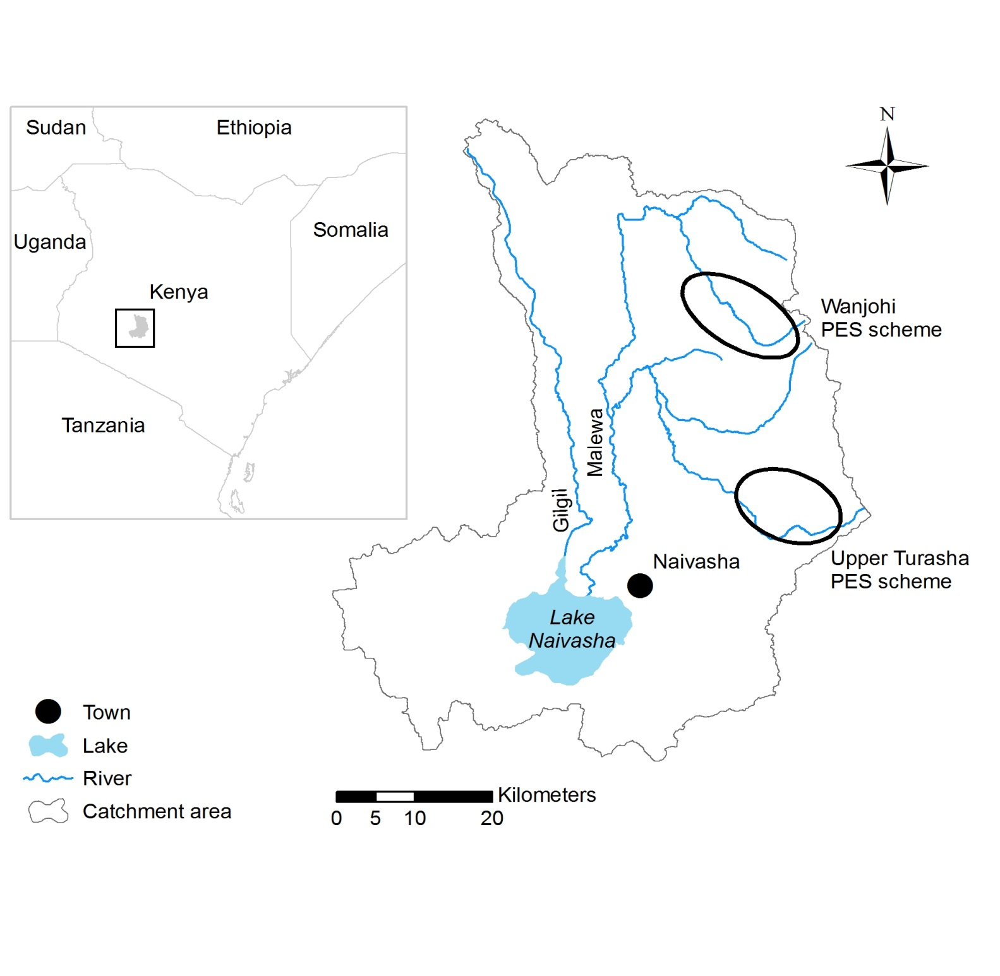 Sudan
Ethiopia
Uganda
Somalia
Kenya
Tanzania
N
Wanjohi
PES scheme
Malewa
Gilgil
Naivasha
Upper Turasha
PES scheme
Lake
Naivasha
Town
Lake
River
Catchment area
Kilometers
0 5 10 20